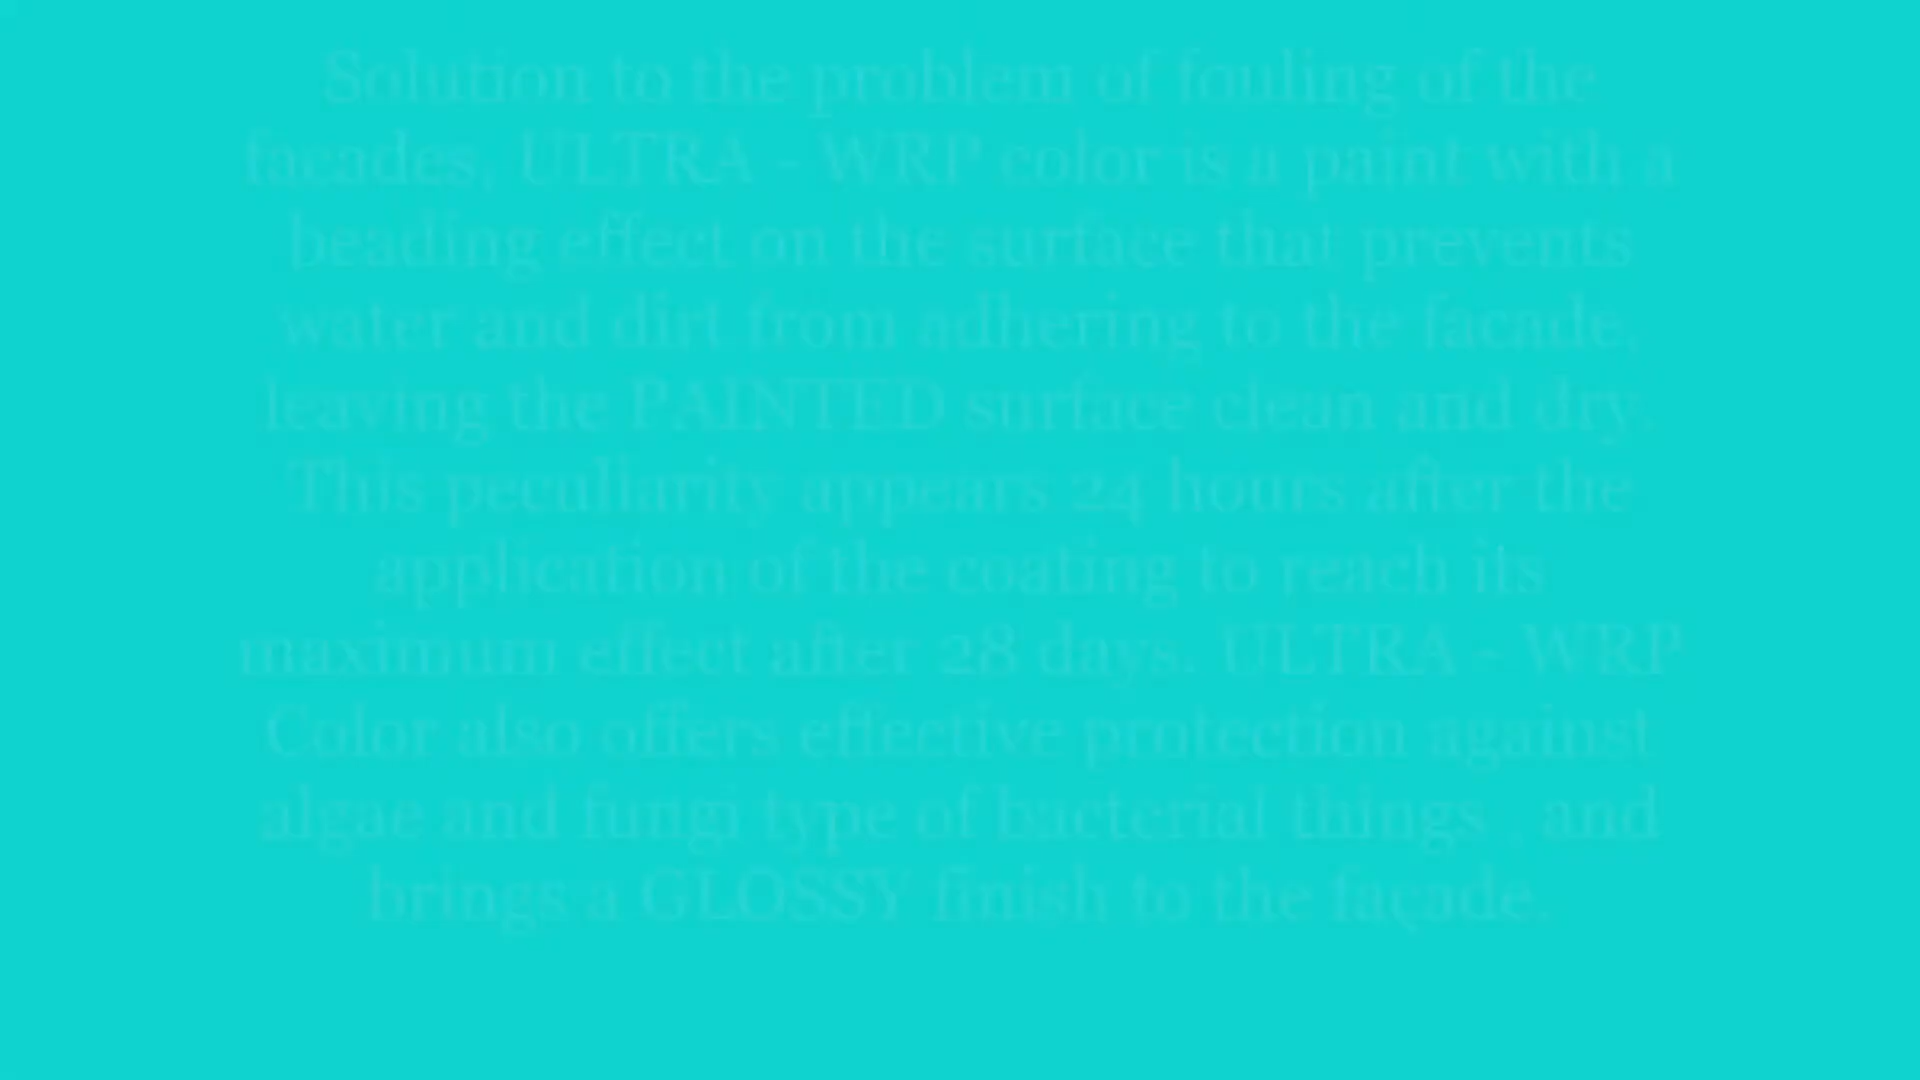 Solution to the problem of fouling of the
facades, ULTRA - WRP color is a paint with a
beading effect on the surface that prevents
water and dirt from adhering to the facade,
leaving the PAINTED surface clean and dry.
This peculiarity appears 24 hours after the
application of the coating to reach its
maximum effect after 28 days. ULTRA - WRP
Color also offers effective protection against
algae and fungi type of bacterial things , and
brings a GLOSSY finish to the façade.